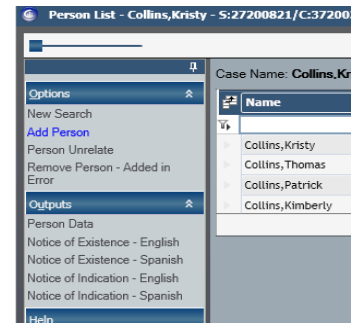 Person List - Collins,Kristy - S:27200821/C:37200
Case Name: Collins,Kr
Options
New Search
Add Person
Person Unrelate
Remove Person - Added in
Error
Outputs
Person Data
Notice of Existence - English
Notice of Existence - Spanish
Notice of Indication - English
Notice of Indication - Spanish
Help
Name
Collins,Kristy
Collins,Thomas
Collins,Patrick
Collins,Kimberly